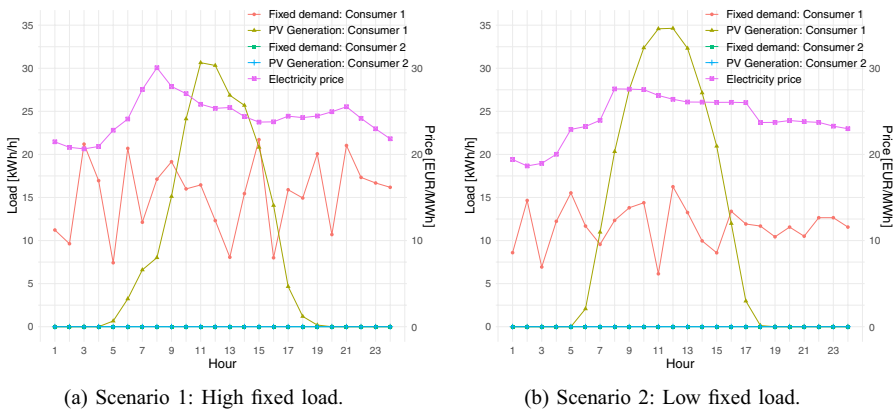 Fixed demand: Consumer 1
PV Generation: Consumer 1
Fixed demand: Consumer 2
PV Generation: Consumer 2
Electricity price
35
30
25
20
15
10
5
0
Load [kWh/h]
30
20
10
0
Price [EUR/MWh]
1 3 5 7 9 11 13 15 17 19 21 23
Hour
(a) Scenario 1: High fixed load.
Fixed demand: Consumer 1
PV Generation: Consumer 1
Fixed demand: Consumer 2
PV Generation: Consumer 2
Electricity price
35
30
25
20
15
10
5
0
Load [kWh/h]
30
20
10
0
Price [EUR/MWh]
1 3 5 7 9 11 13 15 17 19 21 23
Hour
(b) Scenario 2: Low fixed load.